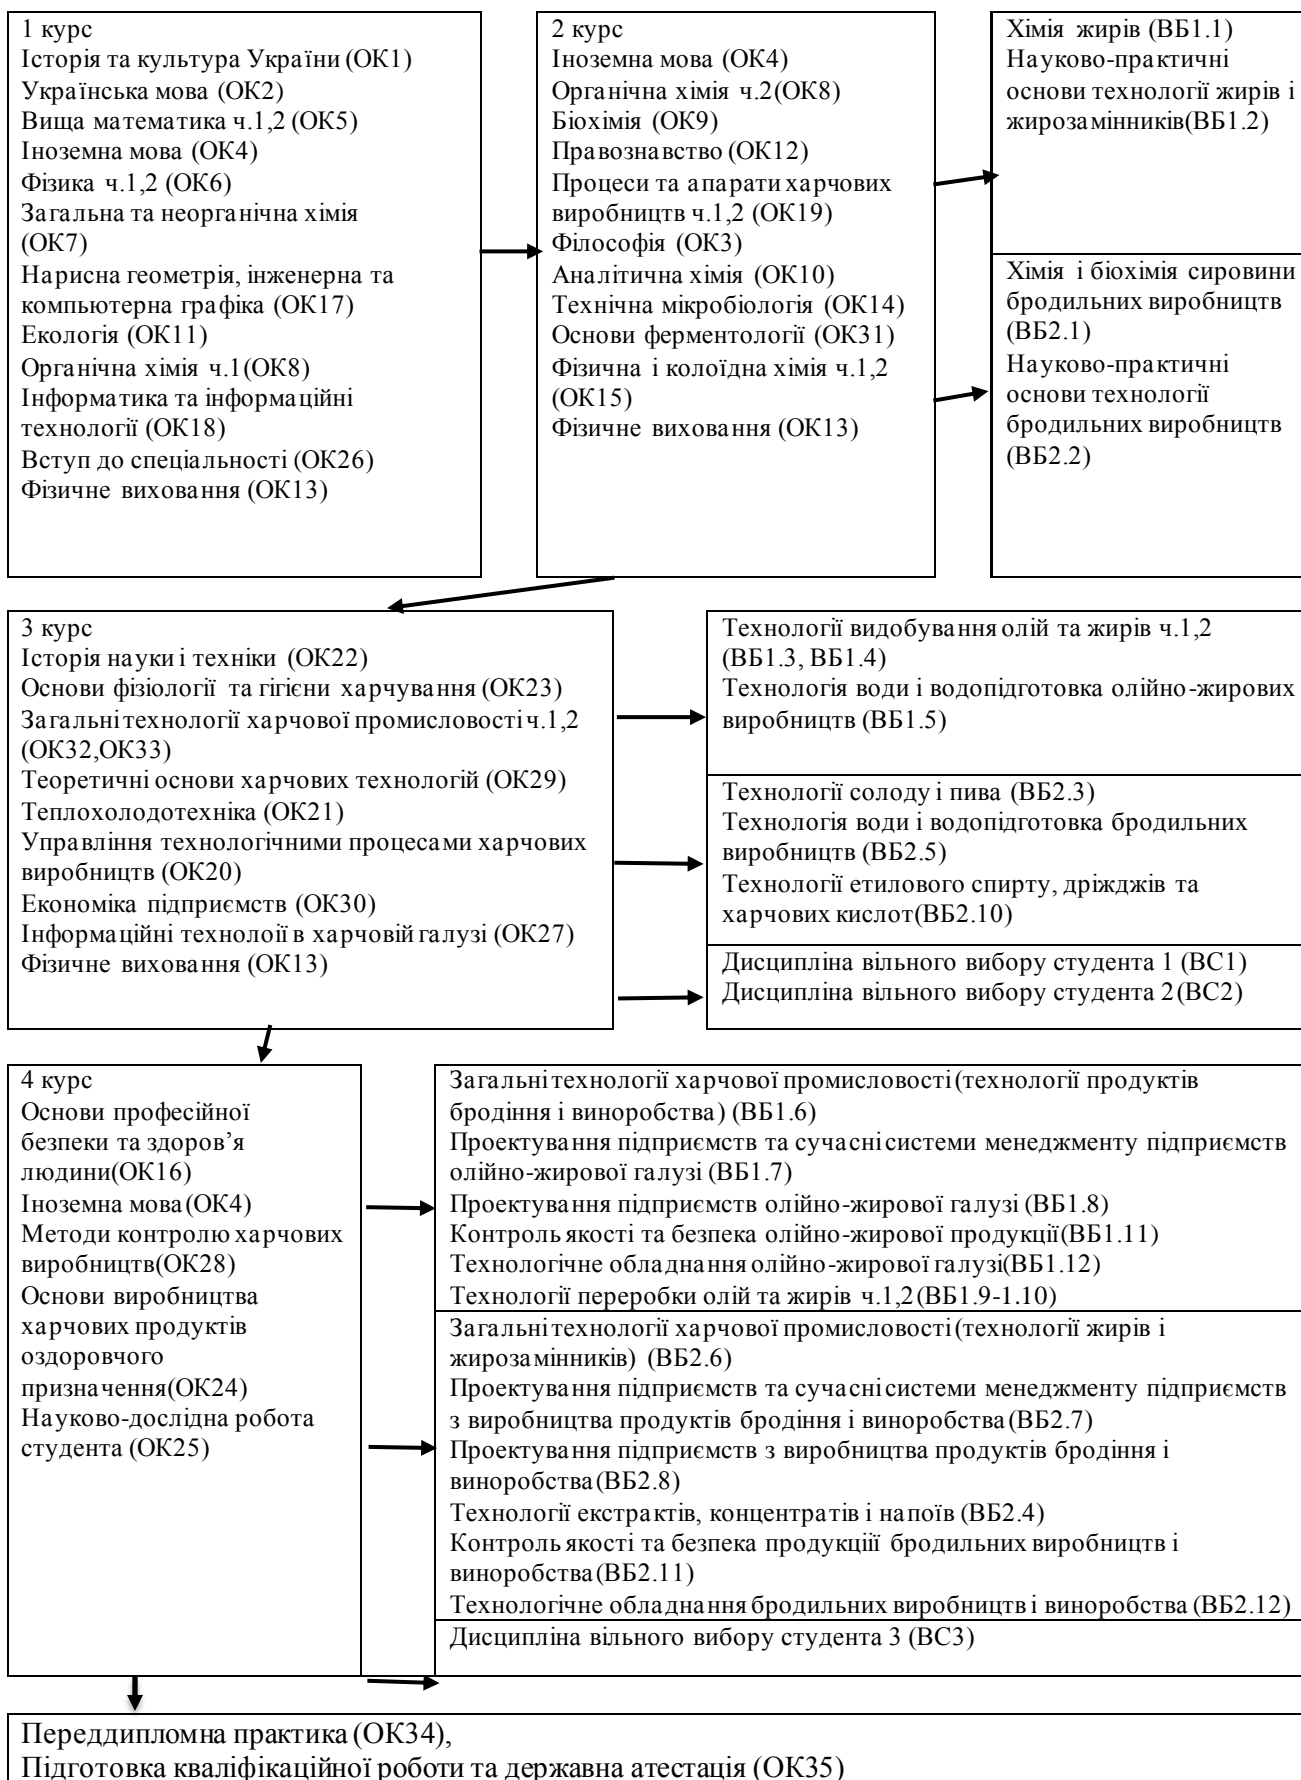 1 курс
Історія та культура України (ОК1)
Українська мова (ОК2)
Вища математика ч.1,2 (ОК5)
Іноземна мова (ОК4)
Фізика ч.1,2 (ОК6)
Загальна та неорганічна хімія
(ОК7)
Нарисна геометрія, інженерна та
комп'ютерна графіка (ОК17)
Екологія (ОК11)
Органічна хімія ч.1(ОК8)
Інформатика та інформаційні
технології (ОК18)
Вступ до спеціальності (ОК26)
Фізичне виховання (ОК13)
2 курс
Іноземна мова (ОК4)
Органічна хімія ч.2(ОК8)
Біохімія (ОК9)
Правознавство (ОК12)
Процеси та апарати харчових
виробництв ч.1,2 (ОК19)
Філософія (ОК3)
Аналітична хімія (ОК10)
Технічна мікробіологія (ОК14)
Основи ферментології (ОК31)
Фізична і колоїдна хімія ч.1,2
(ОК15)
Фізичне виховання (ОК13)
Хімія жирів (ВБ1.1)
Науково-практичні
основи технології жирів і
жирозамінників(ВБ1.2)
Хімія і біохімія сировини
бродильних виробництв
(ВБ2.1)
Науково-практичні
основи технології
бродильних виробництв
(ВБ2.2)
3 курс
Історія науки і техніки (ОК22)
Основи фізіології та гігієни харчування (ОК23)
Загальні технології харчової промисловості ч.1,2
(ОК32,ОК33)
Теоретичні основи харчових технологій (ОК29)
Теплохолодотехніка (ОК21)
Управління технологічними процесами харчових
виробництв (ОК20)
Економіка підприємств (ОК30)
Інформаційні технолоії в харчовій галузі (ОК27)
Фізичне виховання (ОК13)
Технології видобування олій та жирів ч.1,2
(ВБ1.3, ВБ1.4)
Технологія води і водопідготовка олійно-жирових
виробництв (ВБ1.5)
Технології солоду і пива (ВБ2.3)
Технологія води і водопідготовка бродильних
виробництв (ВБ2.5)
Технології етилового спирту, дріжджів та
харчових кислот(ВБ2.10)
Дисципліна вільного вибору студента 1 (ВС1)
Дисципліна вільного вибору студента 2(ВС2)
4 курс
Основи професійної
безпеки та здоров’я
людини(ОК16)
Іноземна мова(ОК4)
Методи контролю харчових
виробництв(ОК28)
Основи виробництва
харчових продуктів
оздоровчого
призначення(ОК24)
Науково-дослідна робота
студента (ОК25)
Загальні технології харчової промисловості (технології продуктів
бродіння і виноробства) (ВБ1.6)
Проектування підприємств та сучасні системи менеджменту підприємств
олійно-жирової галузі (ВБ1.7)
Проектування підприємств олійно-жирової галузі (ВБ1.8)
Контроль якості та безпека олійно-жирової продукції(ВБ1.11)
Технологічне обладнання олійно-жирової галузі(ВБ1.12)
Технології переробки олій та жирів ч.1,2(ВБ1.9-1.10)
Загальні технології харчової промисловості (технології жирів і
жирозамінників) (ВБ2.6)
Проектування підприємств та сучасні системи менеджменту підприємств
з виробництва продуктів бродіння і виноробства (ВБ2.7)
Проектування підприємств з виробництва продуктів бродіння і
виноробства(ВБ2.8)
Технології екстрактів, концентратів і напоїв (ВБ2.4)
Контроль якості та безпека продукціїї бродильних виробництв і
виноробства(ВБ2.11)
Технологічне обладнання бродильних виробництв і виноробства (ВБ2.12)
Дисципліна вільного вибору студента 3 (ВС3)
Переддипломна практика (ОК34),
Підготовка кваліфікаційної роботи та державна атестація (ОК35)